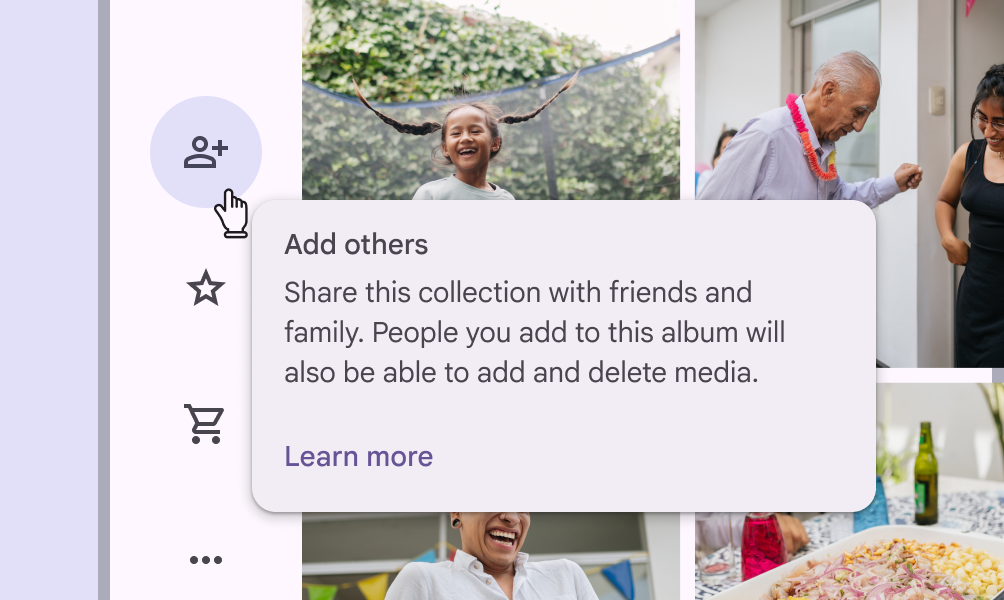 Add others
Share this collection with friends and
family. People you add to this album will
also be able to add and delete media.
Learn more